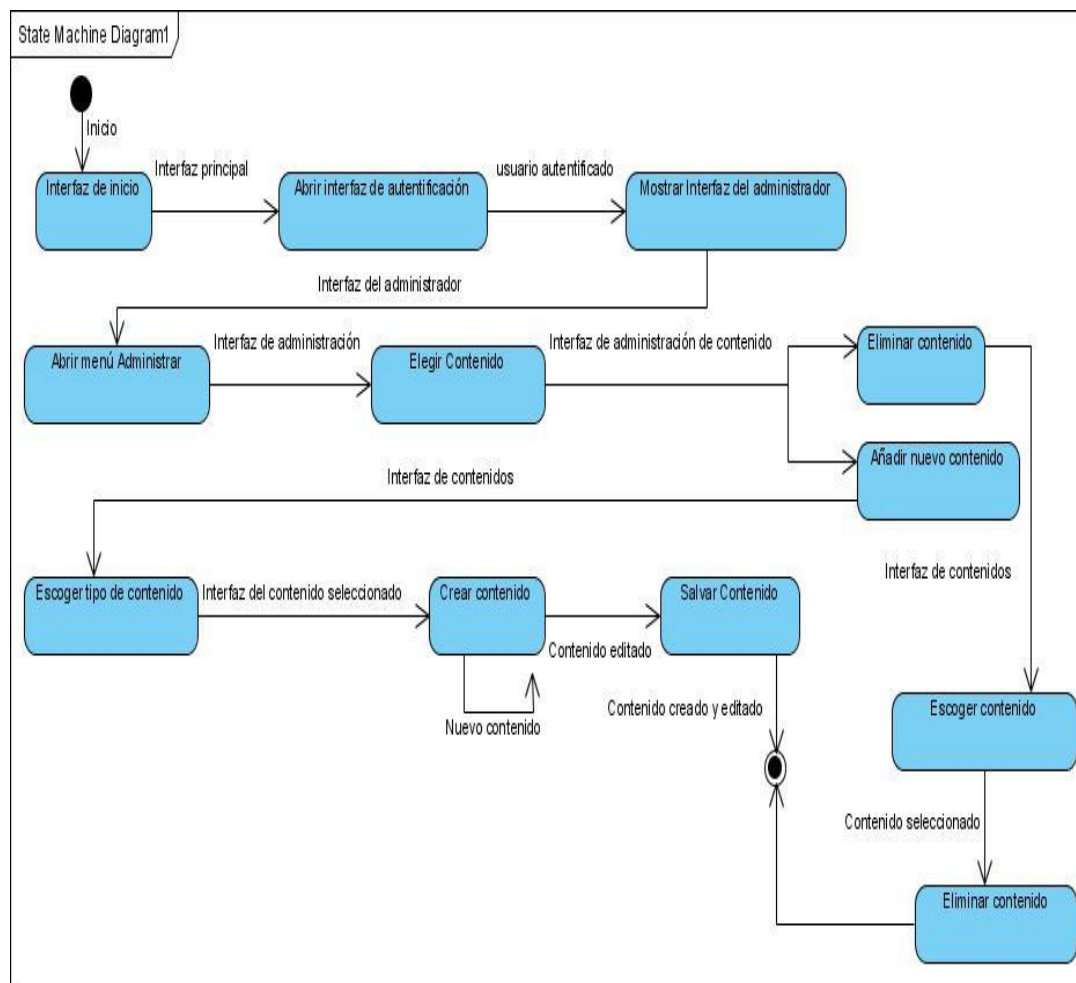 State Machine Diagram1
Inicio
Interfaz principal
usuario autentificado
Interfaz de inicio
Abrir interfaz de autentificación
Mostrar Interfaz del administrador
Interfaz del administrador
Interfaz de administración
Interfaz de administración de contenido
Abrir menú Administrar
Elegir Contenido
Eliminar contenido
Añadir nuevo contenido
Interfaz de contenidos
Interfaz de contenidos
Escoger tipo de contenido
Interfaz del contenido seleccionado
Crear contenido
Salvar Contenido
Contenido editado
Nuevo contenido
Contenido creado y editado
Escoger contenido
Contenido seleccionado
Eliminar contenido